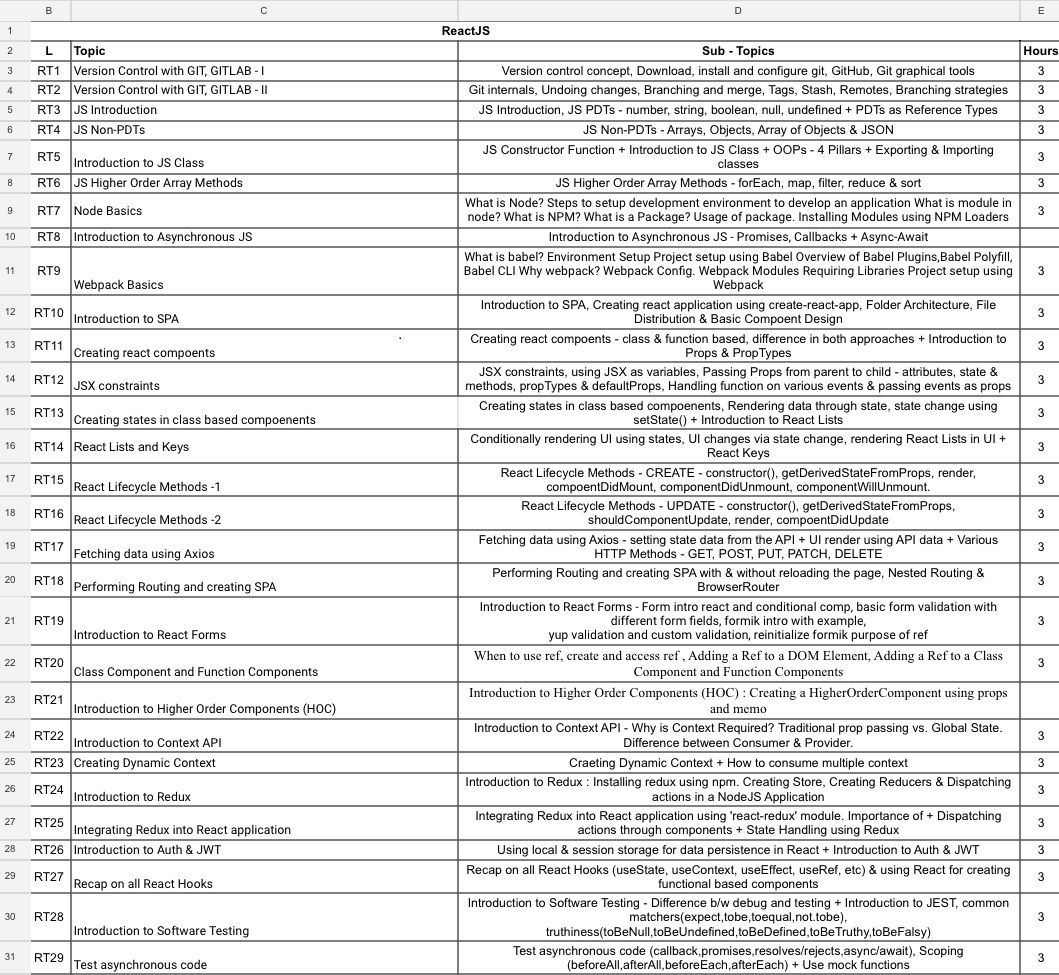 B C D E
1 ReactJS
2 L Topic Sub - Topics Hours
3 RT1 Version Control with GIT, GITLAB - I Version control concept, Download, install and configure git, GitHub, Git graphical tools 3
4 RT2 Version Control with GIT, GITLAB - II Git internals, Undoing changes, Branching and merge, Tags, Stash, Remotes, Branching strategies 3
5 RT3 JS Introduction JS Introduction, JS PDTs - number, string, boolean, null, undefined + PDTs as Reference Types 3
6 RT4 JS Non-PDTs JS Non-PDTs - Arrays, Objects, Array of Objects & JSON 3
7 RT5 Introduction to JS Class JS Constructor Function + Introduction to JS Class + OOPs - 4 Pillars + Exporting & Importing
classes 3
8 RT6 JS Higher Order Array Methods JS Higher Order Array Methods - forEach, map, filter, reduce & sort 3
9 RT7 Node Basics What is Node? Steps to setup development environment to develop an application What is module in
node? What is NPM? What is a Package? Usage of package. Installing Modules using NPM Loaders 3
10 RT8 Introduction to Asynchronous JS Introduction to Asynchronous JS - Promises, Callbacks + Async-Await
11 RT9 Webpack Basics What is babel? Environment Setup Project setup using Babel Overview of Babel Plugins,Babel Polyfill,
Babel CLI Why webpack? Webpack Config. Webpack Modules Requiring Libraries Project setup using
Webpack 3
12 RT10 Introduction to SPA Introduction to SPA, Creating react application using create-react-app, Folder Architecture, File
Distribution & Basic Compoent Design 3
13 RT11 Creating react compoents Creating react compoents - class & function based, difference in both approaches + Introduction to
Props & PropTypes 3
14 RT12 JSX constraints JSX constraints, using JSX as variables, Passing Props from parent to child - attributes, state &
methods, propTypes & defaultProps, Handling function on various events & passing events as props 3
15 RT13 Creating states in class based compoenents Creating states in class based compoenents, Rendering data through state, state change using
setState() + Introduction to React Lists 3
16 RT14 React Lists and Keys Conditionally rendering UI using states, UI changes via state change, rendering React Lists in UI +
React Keys 3
17 RT15 React Lifecycle Methods -1 React Lifecycle Methods - CREATE - constructor(), getDerivedStateFromProps, render,
compoentDidMount, componentDidUnmount, componentWillUnmount. 3
18 RT16 React Lifecycle Methods -2 React Lifecycle Methods - UPDATE - constructor(), getDerivedStateFromProps,
shouldComponentUpdate, render, compoentDidUpdate 3
19 RT17 Fetching data using Axios Fetching data using Axios - setting state data from the API + UI render using API data + Various
HTTP Methods - GET, POST, PUT, PATCH, DELETE 3
20 RT18 Performing Routing and creating SPA Performing Routing and creating SPA with & without reloading the page, Nested Routing &
BrowserRouter 3
21 RT19 Introduction to React Forms Introduction to React Forms - Form intro react and conditional comp, basic form validation with
different form fields, formik intro with example,
yup validation and custom validation, reinitialize formik purpose of ref 3
22 RT20 Class Component and Function Components When to use ref, create and access ref , Adding a Ref to a DOM Element, Adding a Ref to a Class
Component and Function Components 3
23 RT21 Introduction to Higher Order Components (HOC) Introduction to Higher Order Components (HOC) : Creating a HigherOrderComponent using props
and memo
24 RT22 Introduction to Context API Introduction to Context API - Why is Context Required? Traditional prop passing vs. Global State.
Difference between Consumer & Provider. 3
25 RT23 Creating Dynamic Context Craeting Dynamic Context + How to consume multiple context 3
26 RT24 Introduction to Redux Introduction to Redux : Installing redux using npm. Creating Store, Creating Reducers & Dispatching
actions in a NodeJS Application 3
27 RT25 Integrating Redux into React application Integrating Redux into React application using 'react-redux' module. Importance of + Dispatching
actions through components + State Handling using Redux 3
28 RT26 Introduction to Auth & JWT Using local & session storage for data persistence in React + Introduction to Auth & JWT 3
29 RT27 Recap on all React Hooks Recap on all React Hooks (useState, useContext, useEffect, useRef, etc) & using React for creating
functional based components 3
30 RT28 Introduction to Software Testing Introduction to Software Testing - Difference b/w debug and testing + Introduction to JEST, common
matchers(expect,tobe,toequal,not.tobe),
truthiness(toBeNull,toBeUndefined,toBeDefined,toBeTruthy,toBeFalsy) 3
31 RT29 Test asynchronous code Test asynchronous code (callback,promises,resolves/rejects,async/await), Scoping
(beforeAll,afterAll,beforeEach,afterEach) + Use mock functions 3